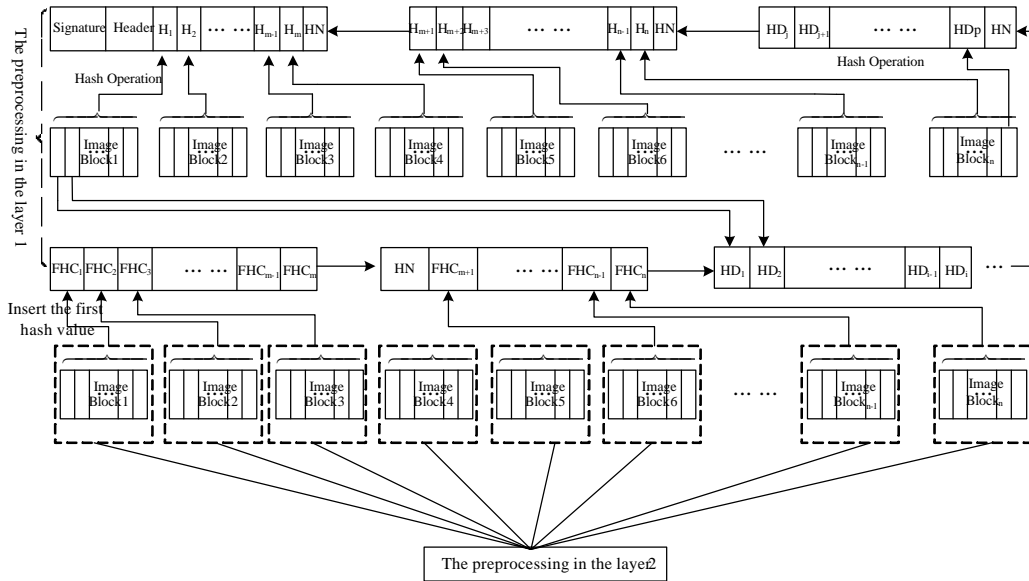 The preprocessing in the layer 1
Signature Header H1 H2 ... ... Hm-1 Hm HN
Hm+1 Hm+2 Hm+3 ... ... Hn-1 Hn HN
HDj HDj+1 ... ... HDp HN
Hash Operation
Hash Operation
Image Block1
Image Block2
Image Block3
Image Block4
Image Block5
Image Block6
... ...
Image Blockn-1
Image Blockn
FHC1 FHC2 FHC3 ... ... FHCm-1 FHCm
HN FHCm+1 ... ... FHCn-1 FHCn
HD1 HD2 ... ... HDi-1 HDi ...
Insert the first
hash value
Image Block1
Image Block2
Image Block3
Image Block4
Image Block5
Image Block6
... ...
Image Blockn-1
Image Blockn
The preprocessing in the layer2